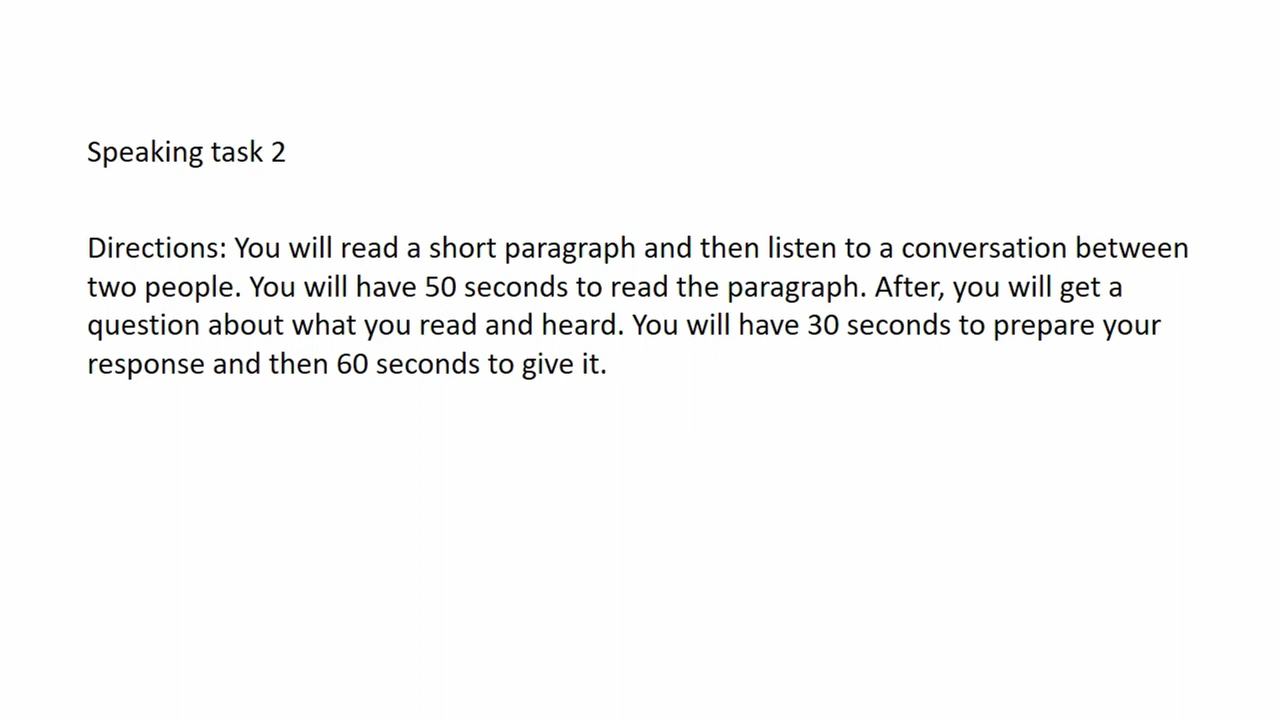 Speaking task 2
Directions: You will read a short paragraph and then listen to a conversation between
two people. You will have 50 seconds to read the paragraph. After, you will get a
question about what you read and heard. You will have 30 seconds to prepare your
response and then 60 seconds to give it.